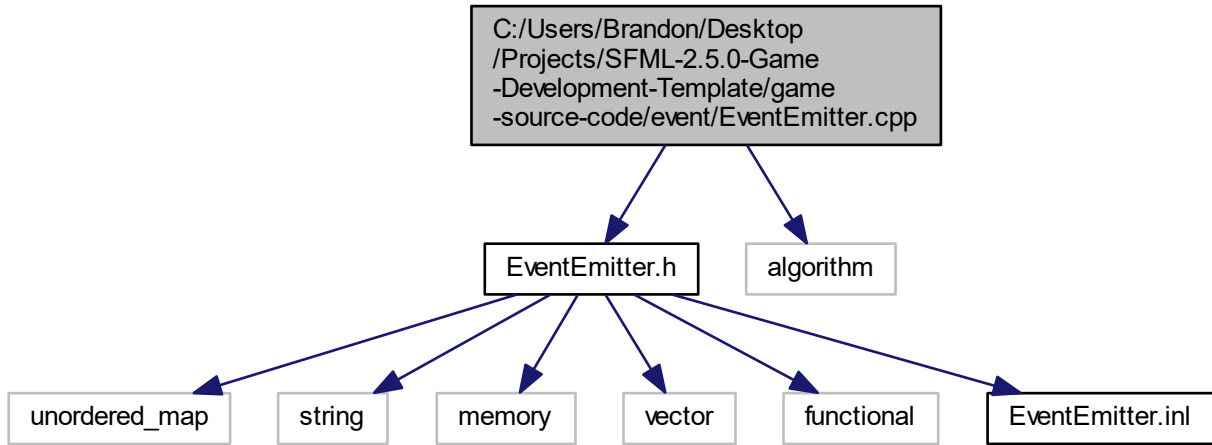 C:/Users/Brandon/Desktop
/Projects/SFML-2.5.0-Game
-Development-Template/game
-source-code/event/EventEmitter.cpp
EventEmitter.h
algorithm
unordered_map
string
memory
vector
functional
EventEmitter.inl